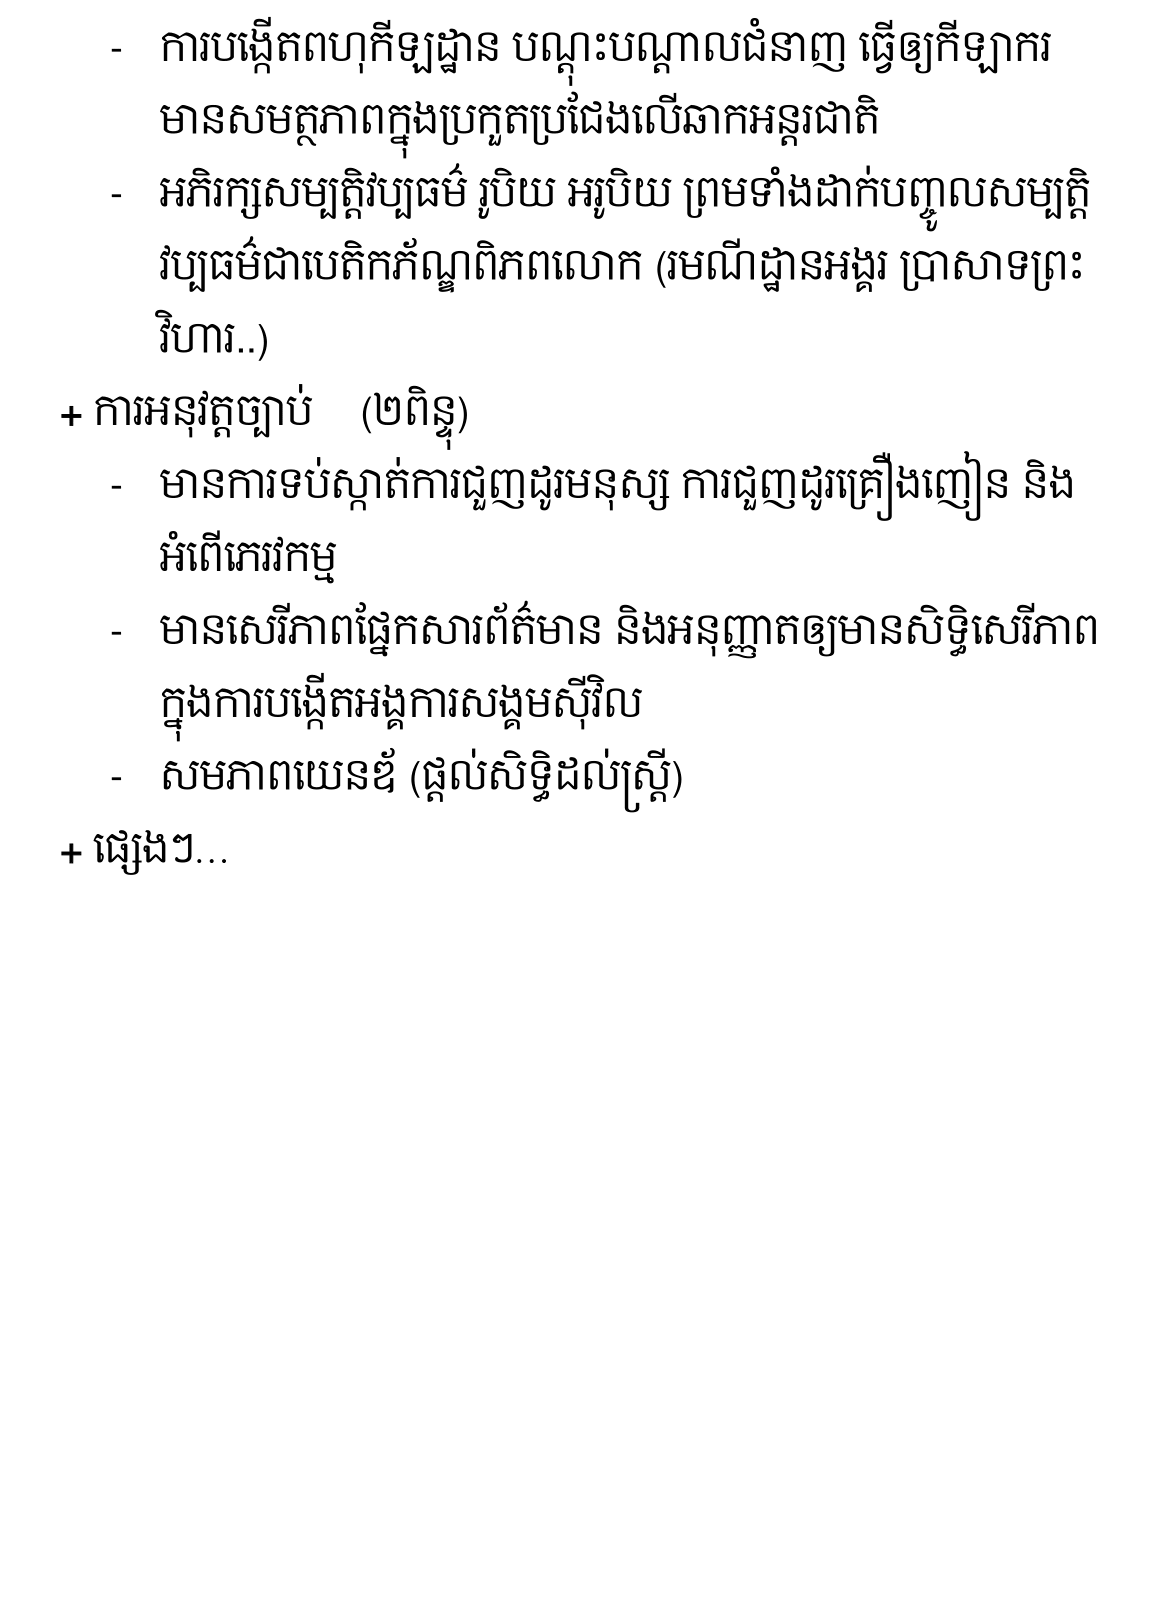 - ការបង្កើតពហុកីឡដ្ឋាន បណ្តុះបណ្តាលជំនាញ ធ្វើឲ្យកីឡាករ
មានសមត្ថភាពក្នុងប្រកួតប្រជែងលើឆាកអន្តរជាតិ
- អភិរក្សសម្បត្តិវប្បធម៌ រូបិយ អរូបិយ ព្រមទាំងដាក់បញ្ចូលសម្បត្តិ
វប្បធម៌ជាបេតិកភ័ណ្ឌពិភពលោក (រមណីដ្ឋានអង្គរ ប្រាសាទព្រះ
វិហារ..)
+ ការអនុវត្តច្បាប់ (២ពិន្ទុ)
- មានការទប់ស្កាត់ការជួញដូរមនុស្ស ការជួញដូរគ្រឿងញៀន និង
អំពើភេរវកម្ម
- មានសេរីភាពផ្នែកសារព័ត៌មាន និងអនុញ្ញាតឲ្យមានសិទ្ធិសេរីភាព
ក្នុងការបង្កើតអង្គការសង្គមស៊ីវិល
- សមភាពយេនឌ័ (ផ្តល់សិទ្ធិដល់ស្ត្រី)
+ ផ្សេងៗ...